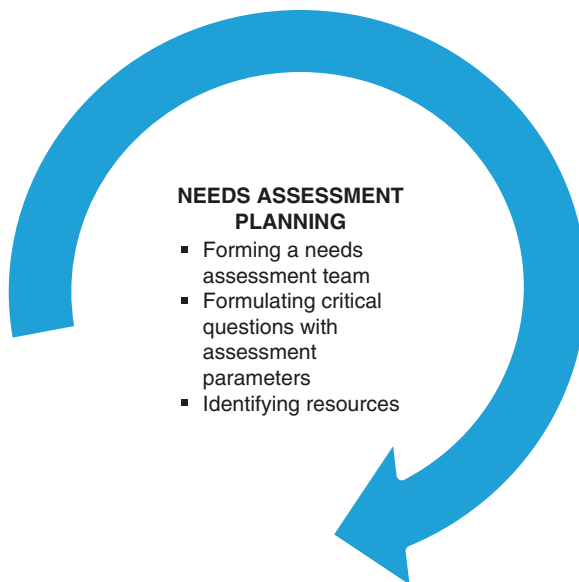 NEEDS ASSESSMENT
PLANNING
▪ Forming a needs
assessment team
▪ Formulating critical
questions with
assessment
parameters
▪ Identifying resources